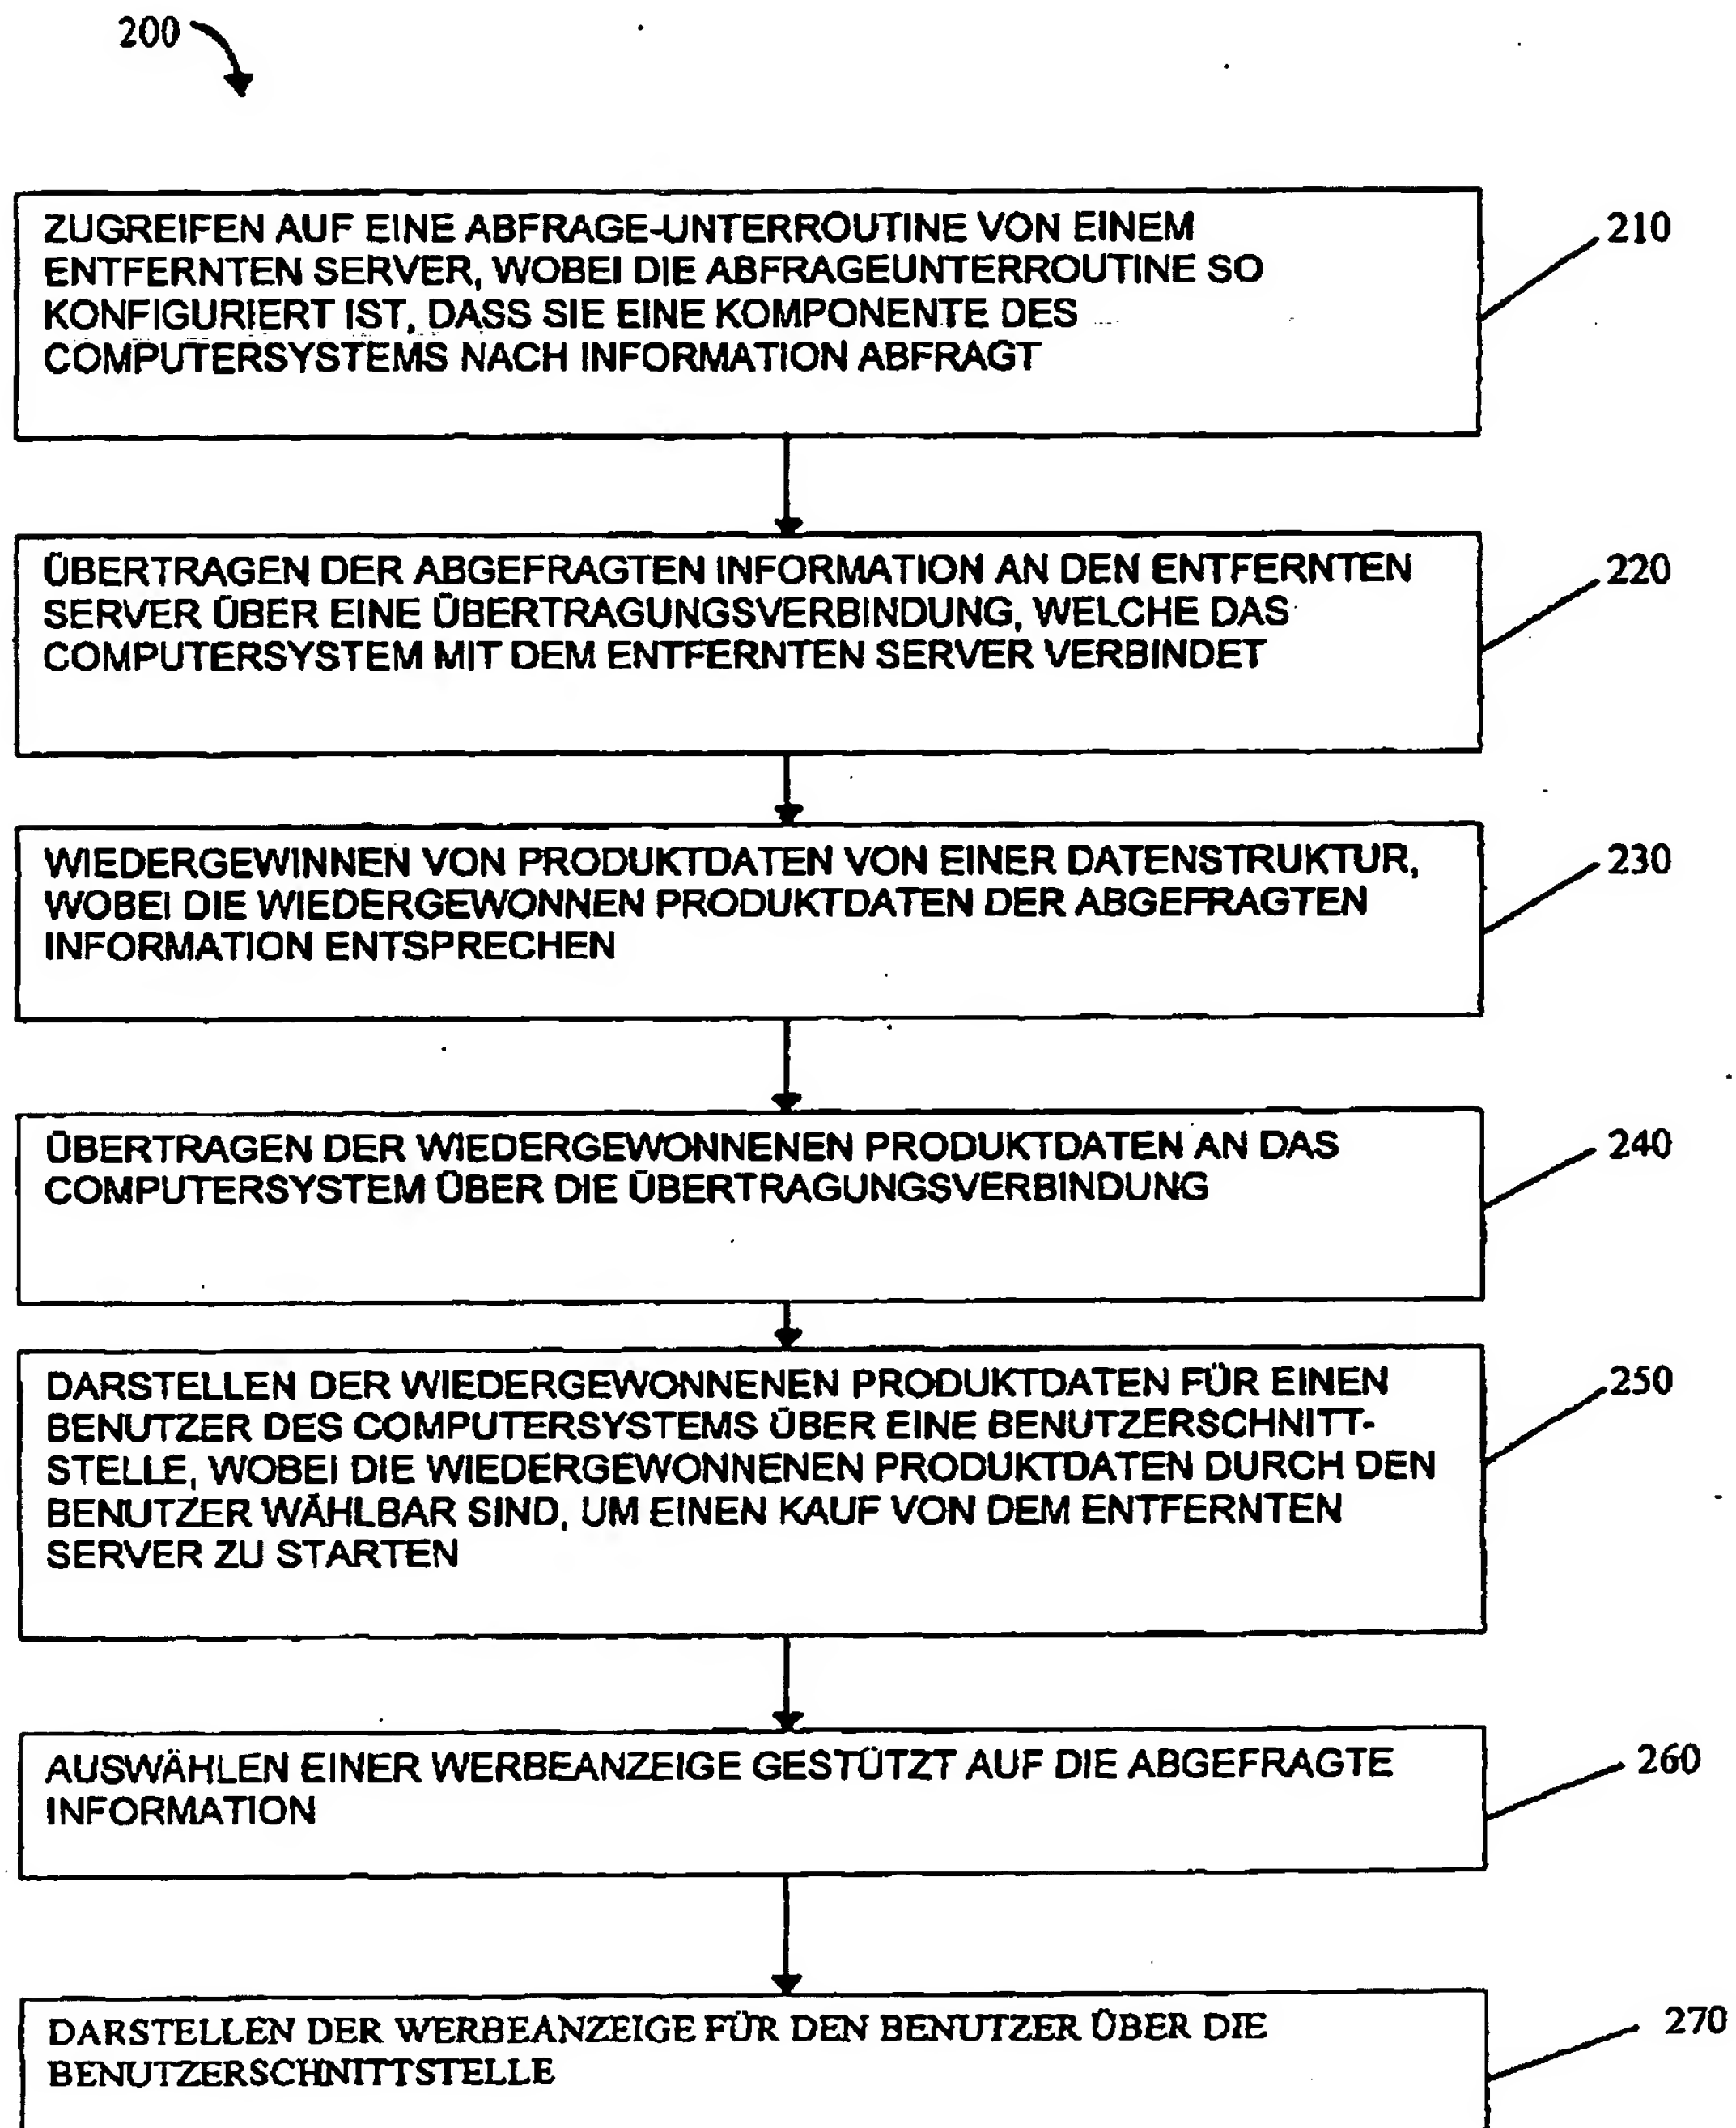 200
ZUGREIFEN AUF EINE ABFRAGE-UNTERROUTINE VON EINEM
ENTFERNTEN SERVER, WOBEI DIE ABFRAGEUNTERROUTINE SO
KONFIGURIERT IST, DASS SIE EINE KOMPONENTE DES
COMPUTERSYSTEMS NACH INFORMATION ABFRAGT
210
ÜBERTRAGEN DER ABGEFRAGTEN INFORMATION AN DEN ENTFERNTEN
SERVER ÜBER EINE ÜBERTRAGUNGSVERBINDUNG, WELCHE DAS
COMPUTERSYSTEM MIT DEM ENTFERNTEN SERVER VERBINDET
220
WIEDERGEWINNEN VON PRODUKTDATEN VON EINER DATENSTRUKTUR,
WOBEI DIE WIEDERGEWONNEN PRODUKTDATEN DER ABGEFRAGTEN
INFORMATION ENTSPRECHEN
230
ÜBERTRAGEN DER WIEDERGEWONNENEN PRODUKTDATEN AN DAS
COMPUTERSYSTEM ÜBER DIE ÜBERTRAGUNGSVERBINDUNG
240
DARSTELLEN DER WIEDERGEWONNENEN PRODUKTDATEN FÜR EINEN
BENUTZER DES COMPUTERSYSTEMS ÜBER EINE BENUTZERSCHNITT-
STELLE, WOBEI DIE WIEDERGEWONNENEN PRODUKTDATEN DURCH DEN
BENUTZER WÄHLBAR SIND, UM EINEN KAUF VON DEM ENTFERNTEN
SERVER ZU STARTEN
250
AUSWÄHLEN EINER WERBEANZEIGE GESTÜTZT AUF DIE ABGEFRAGTE
INFORMATION
260
DARSTELLEN DER WERBEANZEIGE FÜR DEN BENUTZER ÜBER DIE
BENUTZERSCHNITTSTELLE
270